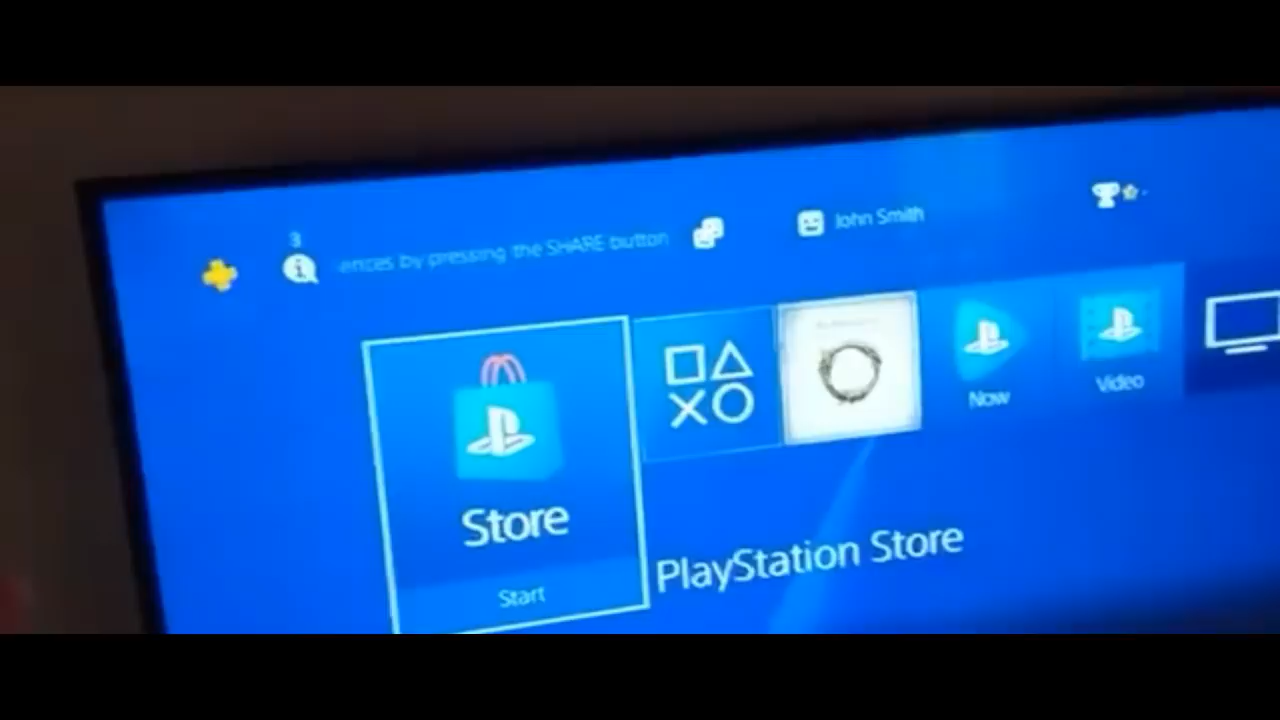 3
ences by pressing the SHARE button
John Smith
Store
Start
Now
Video
PlayStation Store